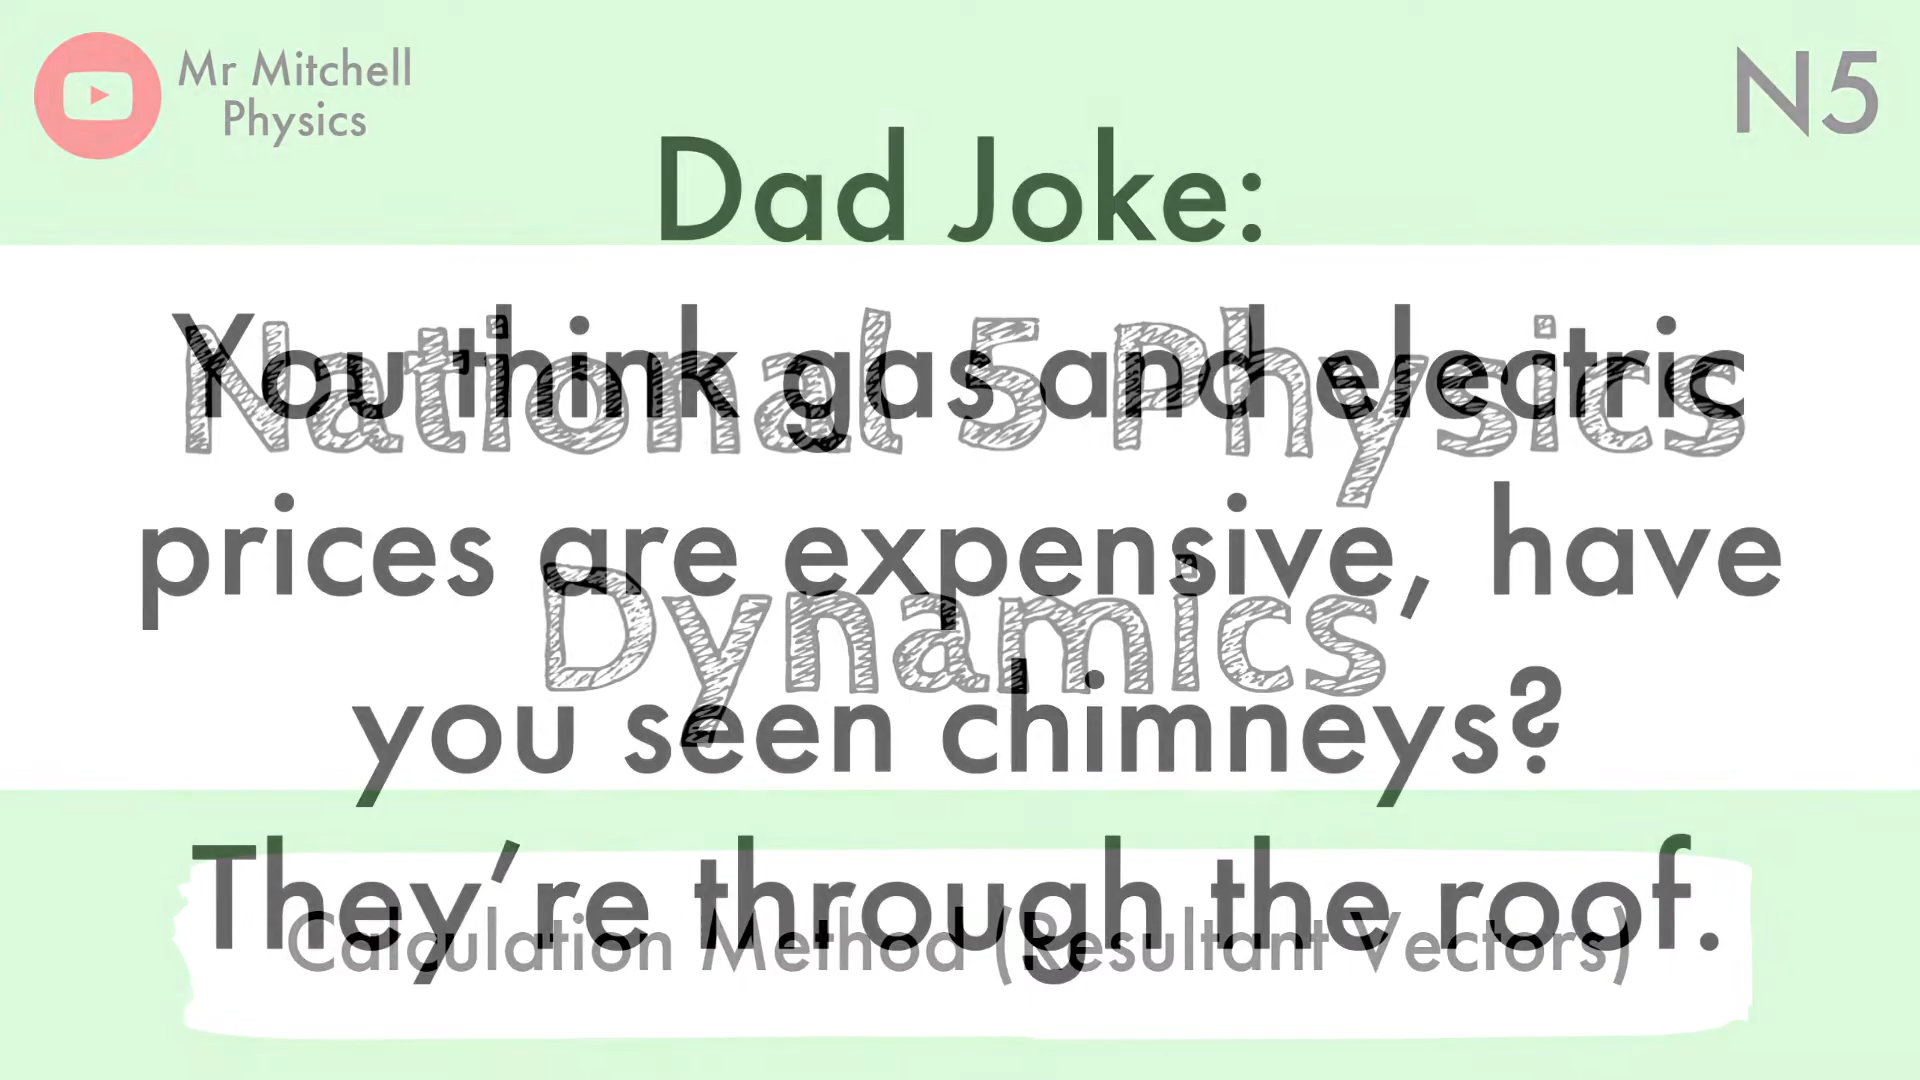 Mr Mitchell
Physics
N5
Dad Joke:
You think gas and electric
National 5 Physics
prices are expensive, have
Dynamics
you seen chimneys?
They’re through the roof.
Calculation Method (Resultant Vectors)